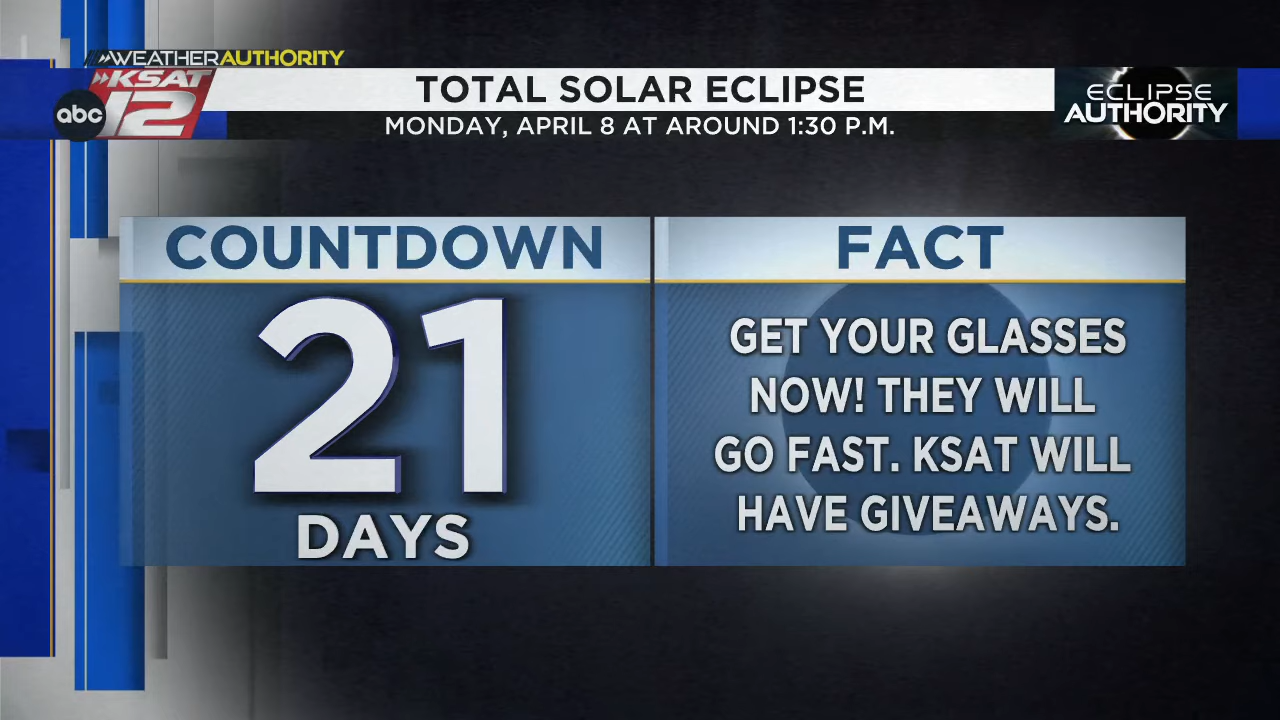 WEATHERAUTHORITY
KSAT
abc 12
TOTAL SOLAR ECLIPSE
MONDAY, APRIL 8 AT AROUND 1:30 P.M.
ECLIPSE
AUTHORITY
COUNTDOWN
21
DAYS
FACT
GET YOUR GLASSES
NOW! THEY WILL
GO FAST. KSAT WILL
HAVE GIVEAWAYS.